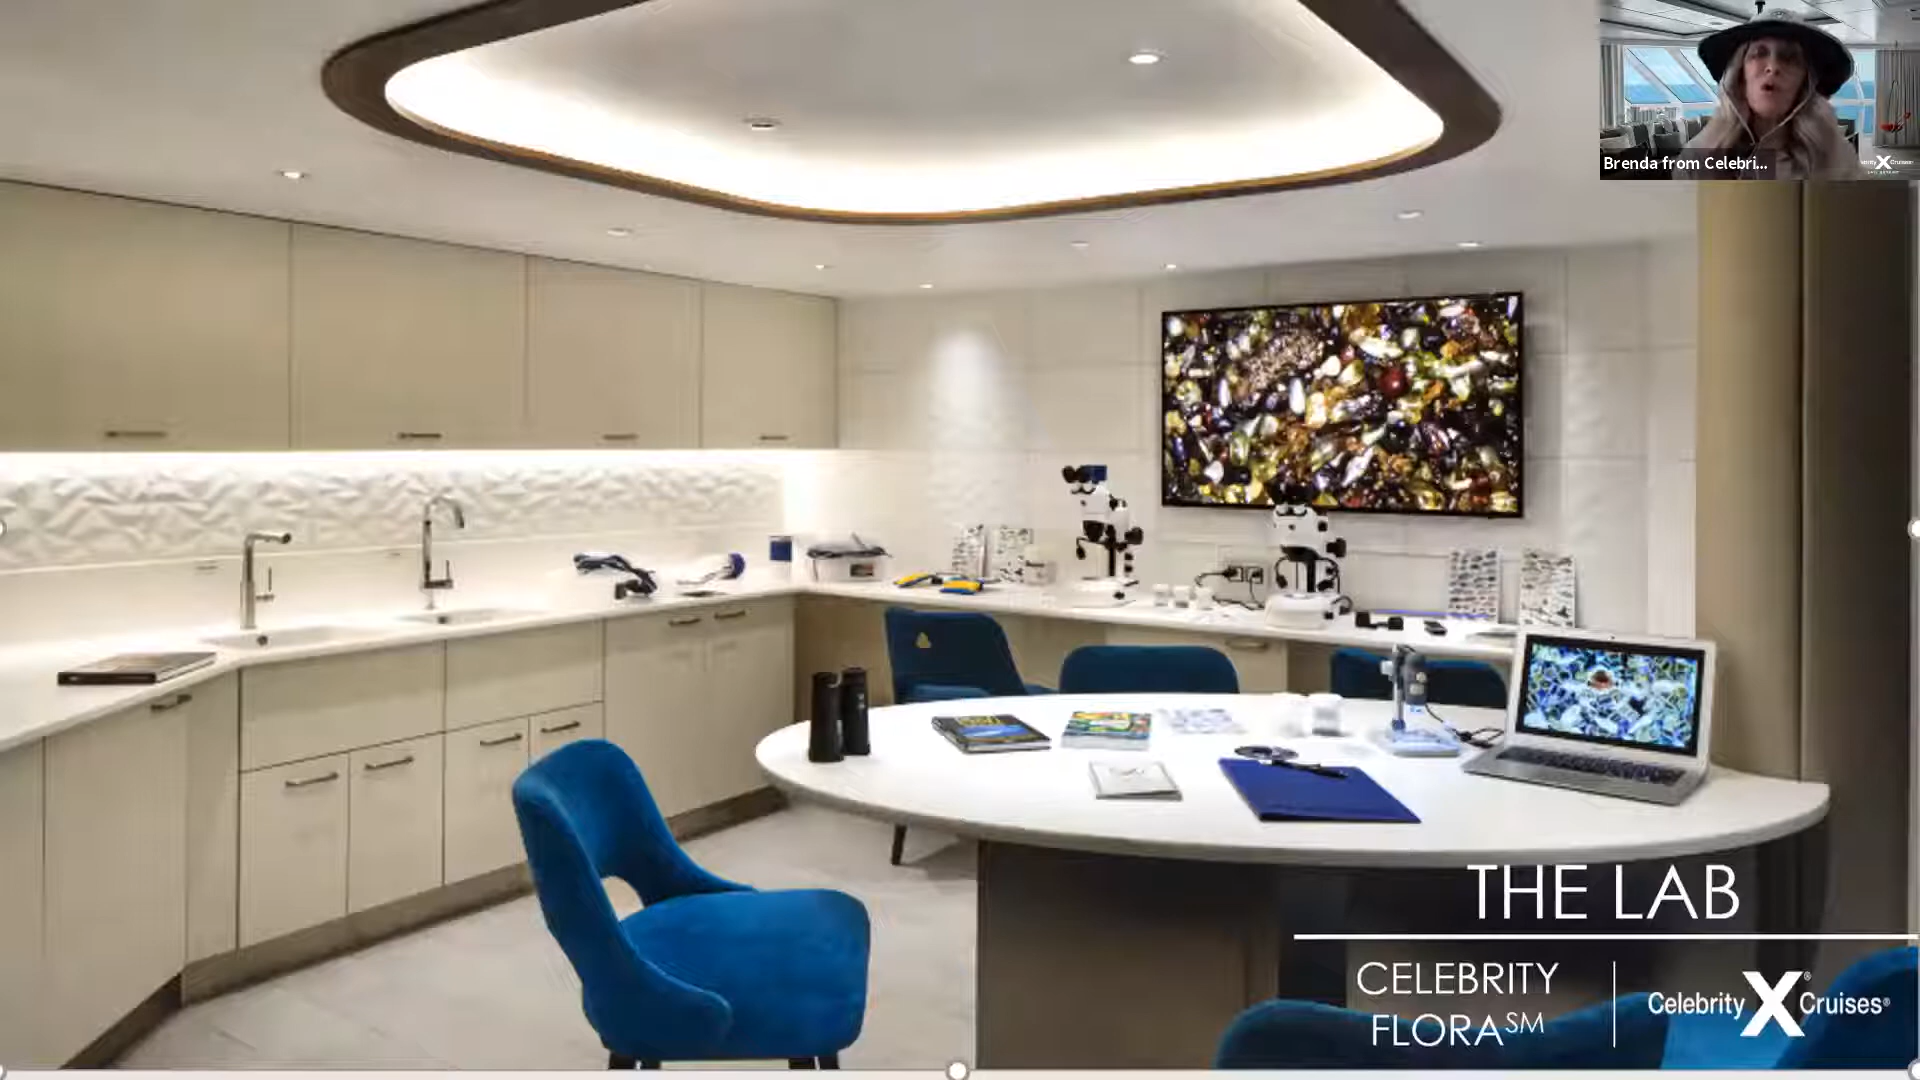 Brenda from Celebri...
THE LAB
CELEBRITY
FLORA℠
Celebrity X® Cruises®